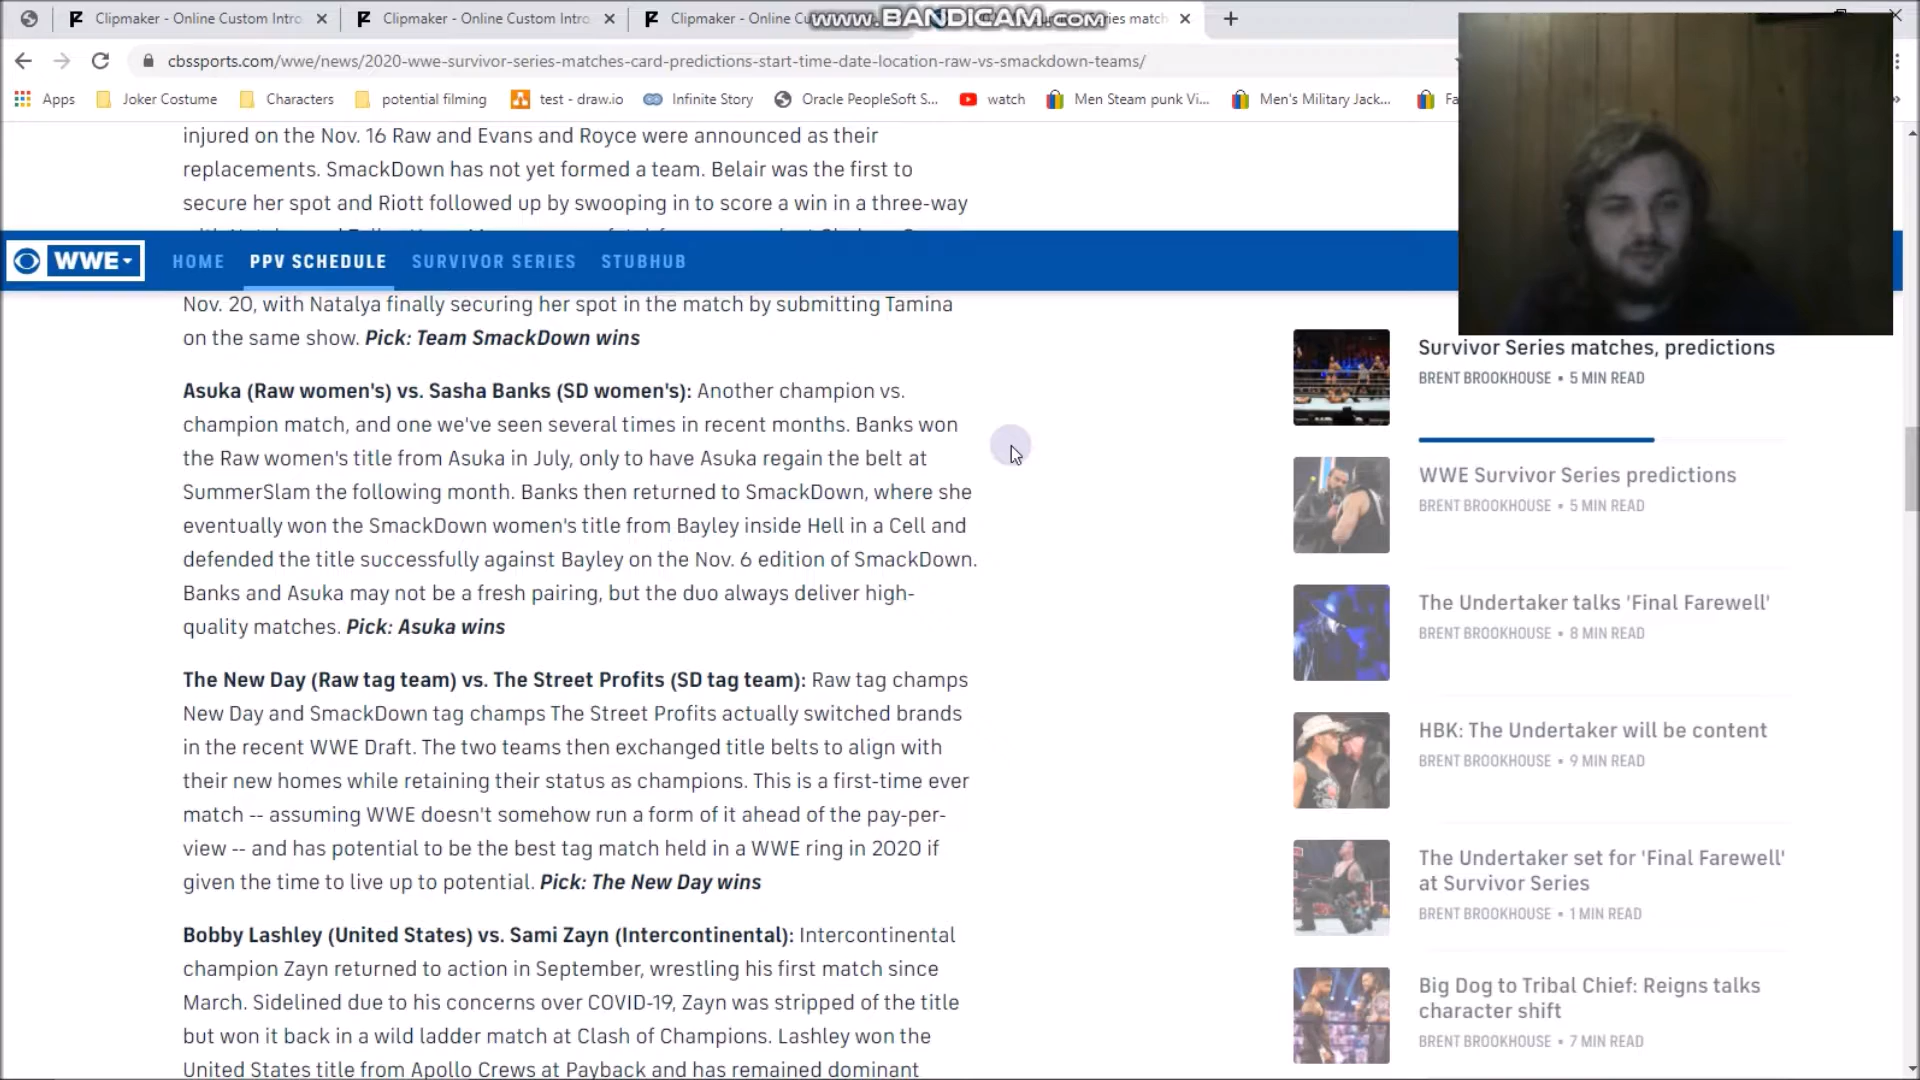 Clipmaker - Online Custom Intro
Clipmaker - Online Custom Intro
Clipmaker - Online Cu
www.BANDICAM.com
ries match
cbssports.com/wwe/news/2020-wwe-survivor-series-matches-card-predictions-start-time-date-location-raw-vs-smackdown-teams/
Apps
Joker Costume
Characters
potential filming
test - draw.io
Infinite Story
Oracle PeopleSoft S...
watch
Men Steam punk Vi...
Men's Military Jack...
Fa
injured on the Nov. 16 Raw and Evans and Royce were announced as their
replacements. SmackDown has not yet formed a team. Belair was the first to
secure her spot and Riott followed up by swooping in to score a win in a three-way
WWE
HOME
PPV SCHEDULE
SURVIVOR SERIES
STUBHUB
Nov. 20, with Natalya finally securing her spot in the match by submitting Tamina
on the same show. Pick: Team SmackDown wins
Asuka (Raw women's) vs. Sasha Banks (SD women's): Another champion vs.
champion match, and one we've seen several times in recent months. Banks won
the Raw women's title from Asuka in July, only to have Asuka regain the belt at
SummerSlam the following month. Banks then returned to SmackDown, where she
eventually won the SmackDown women's title from Bayley inside Hell in a Cell and
defended the title successfully against Bayley on the Nov. 6 edition of SmackDown.
Banks and Asuka may not be a fresh pairing, but the duo always deliver high-
quality matches. Pick: Asuka wins
The New Day (Raw tag team) vs. The Street Profits (SD tag team): Raw tag champs
New Day and SmackDown tag champs The Street Profits actually switched brands
in the recent WWE Draft. The two teams then exchanged title belts to align with
their new homes while retaining their status as champions. This is a first-time ever
match -- assuming WWE doesn't somehow run a form of it ahead of the pay-per-
view -- and has potential to be the best tag match held in a WWE ring in 2020 if
given the time to live up to potential. Pick: The New Day wins
Bobby Lashley (United States) vs. Sami Zayn (Intercontinental): Intercontinental
champion Zayn returned to action in September, wrestling his first match since
March. Sidelined due to his concerns over COVID-19, Zayn was stripped of the title
but won it back in a wild ladder match at Clash of Champions. Lashley won the
United States title from Apollo Crews at Payback and has remained dominant
Survivor Series matches, predictions
BRENT BROOKHOUSE • 5 MIN READ
WWE Survivor Series predictions
BRENT BROOKHOUSE • 5 MIN READ
The Undertaker talks 'Final Farewell'
BRENT BROOKHOUSE • 8 MIN READ
HBK: The Undertaker will be content
BRENT BROOKHOUSE • 9 MIN READ
The Undertaker set for 'Final Farewell'
at Survivor Series
BRENT BROOKHOUSE • 1 MIN READ
Big Dog to Tribal Chief: Reigns talks
character shift
BRENT BROOKHOUSE • 7 MIN READ